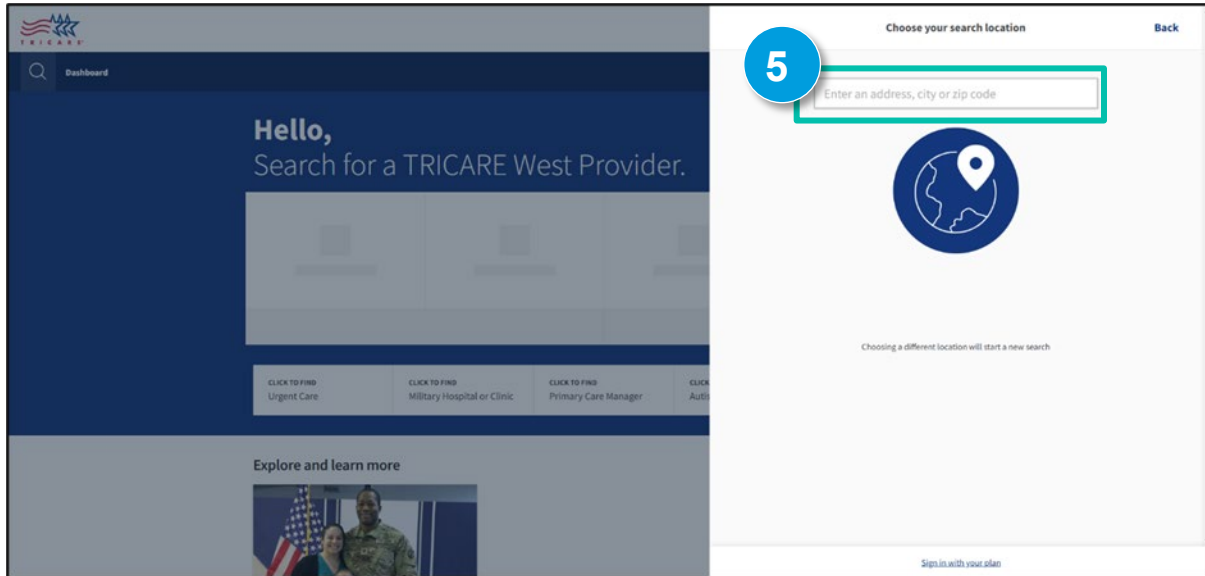 TRICARE
Dashboard
Hello,
Search for a TRICARE West Provider.
CLICK TO FIND
Urgent Care
CLICK TO FIND
Military Hospital or Clinic
CLICK TO FIND
Primary Care Manager
Explore and learn more
Choose your search location
Back
5
Enter an address, city or zip code
Choosing a different location will start a new search
Sign in with your plan